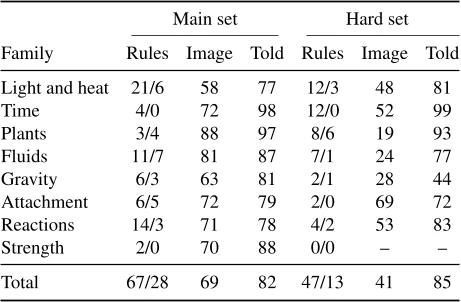 Main set Hard set
Family Rules Image Told Rules Image Told
Light and heat 21/6 58 77 12/3 48 81
Time 4/0 72 98 12/0 52 99
Plants 3/4 88 97 8/6 19 93
Fluids 11/7 81 87 7/1 24 77
Gravity 6/3 63 81 2/1 28 44
Attachment 6/5 72 79 2/0 69 72
Reactions 14/3 71 78 4/2 53 83
Strength 2/0 70 88 0/0 – –
Total 67/28 69 82 47/13 41 85